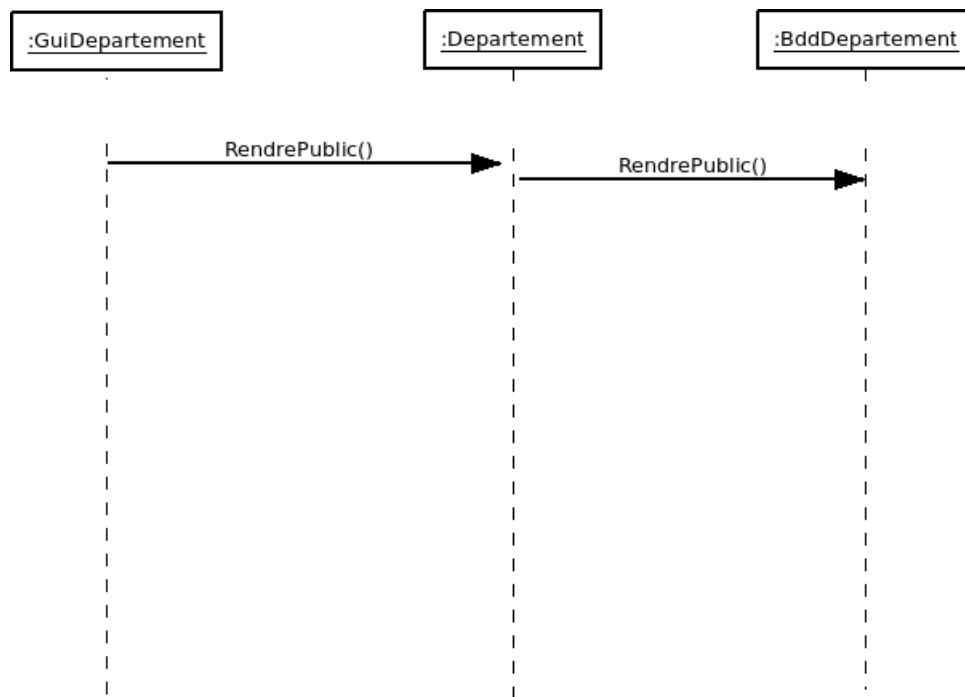 :GuiDepartement
:Departement
:BddDepartement
RendrePublic()
RendrePublic()